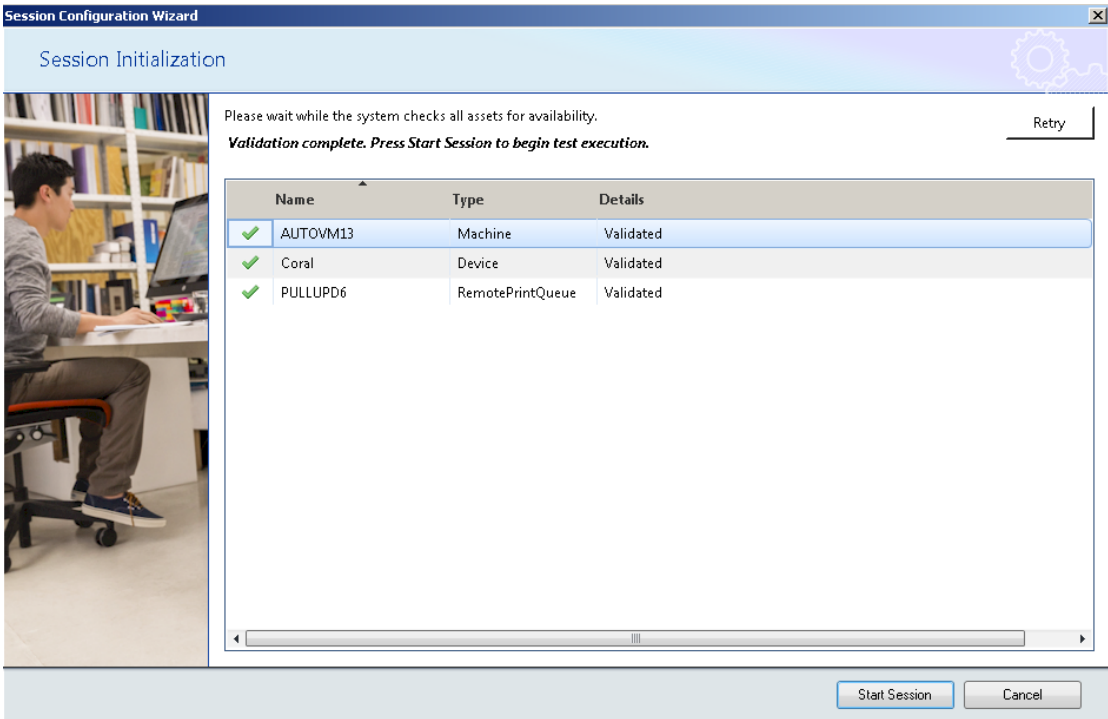 Session Configuration Wizard
Session Initialization
Please wait while the system checks all assets for availability.
Validation complete. Press Start Session to begin test execution.
Retry
Name Type Details
AUTOVM13 Machine Validated
Coral Device Validated
PULLUPD6 RemotePrintQueue Validated
Start Session Cancel